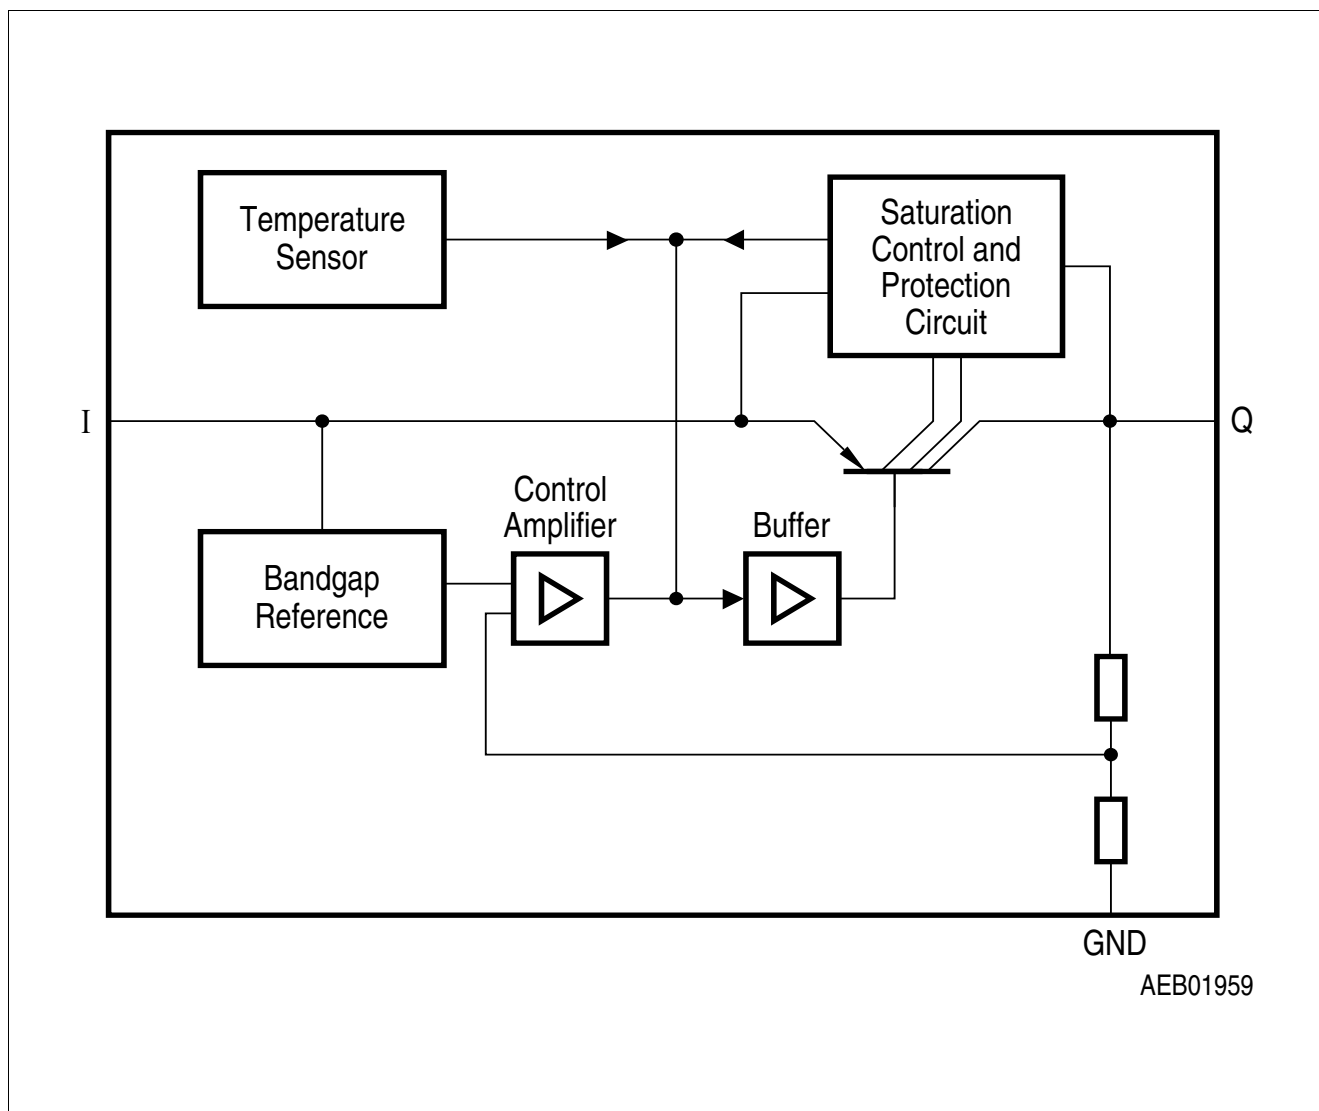 Temperature
Sensor
Saturation
Control and
Protection
Circuit
I
Q
Control
Amplifier
Buffer
Bandgap
Reference
GND
AEB01959